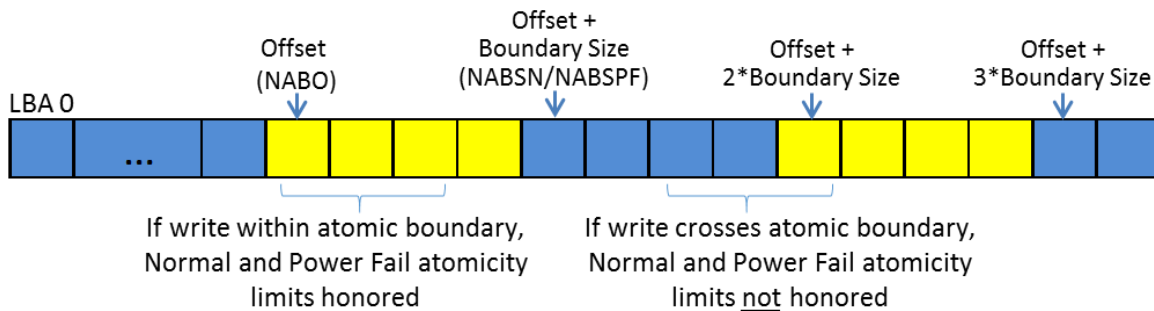 Offset
(NABO)
Offset +
Boundary Size
(NABSN/NABSPF)
Offset +
2*Boundary Size
Offset +
3*Boundary Size
LBA 0
...
If write within atomic boundary,
Normal and Power Fail atomicity
limits honored
If write crosses atomic boundary,
Normal and Power Fail atomicity
limits not honored